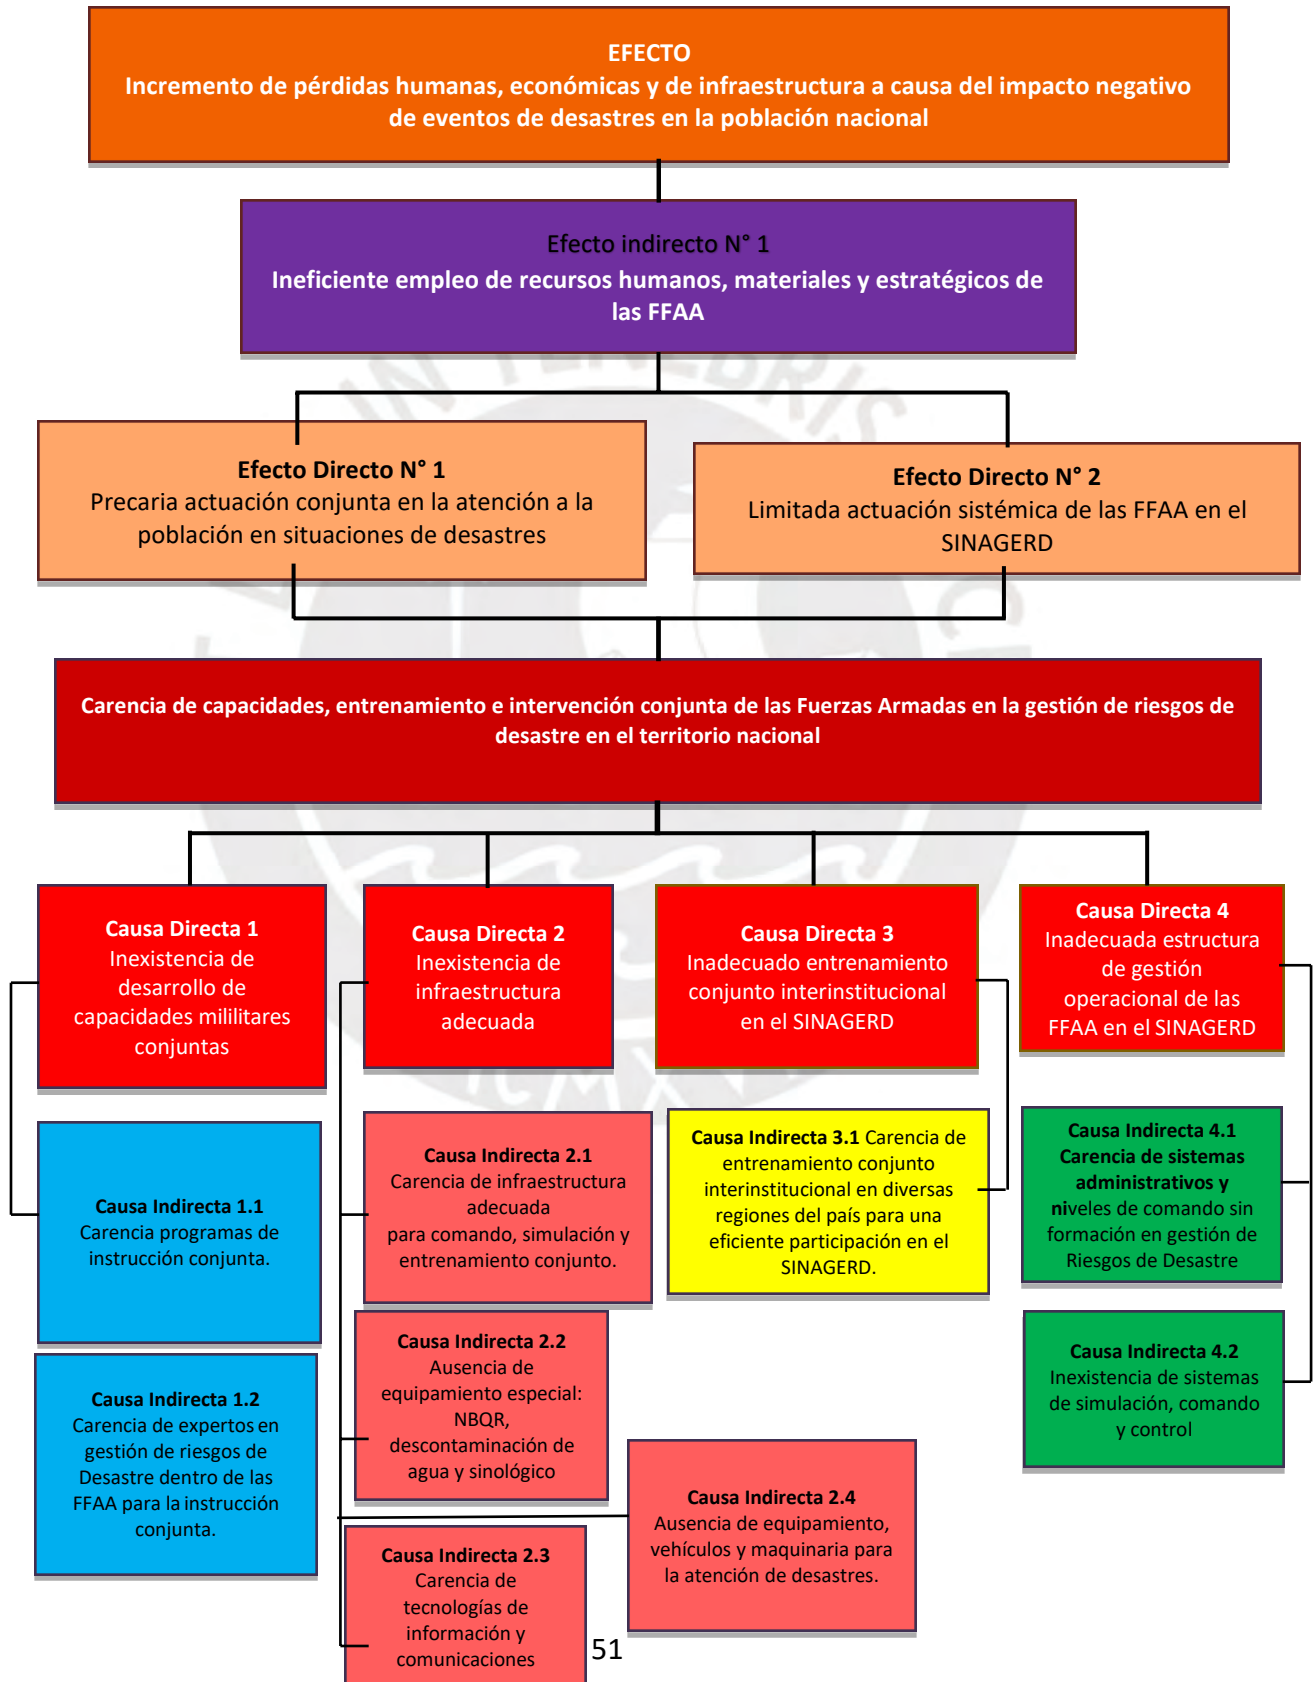 EFECTO
Incremento de pérdidas humanas, económicas y de infraestructura a causa del impacto negativo
de eventos de desastres en la población nacional
Efecto indirecto N° 1
Ineficiente empleo de recursos humanos, materiales y estratégicos de
las FFAA
Efecto Directo N° 1
Precaria actuación conjunta en la atención a la
población en situaciones de desastres
Efecto Directo N° 2
Limitada actuación sistémica de las FFAA en el
SINAGERD
Carencia de capacidades, entrenamiento e intervención conjunta de las Fuerzas Armadas en la gestión de riesgos de
desastre en el territorio nacional
Causa Directa 1
Inexistencia de
desarrollo de
capacidades mililitares
conjuntas
Causa Directa 2
Inexistencia de
infraestructura
adecuada
Causa Directa 3
Inadecuado entrenamiento
conjunto interinstitucional
en el SINAGERD
Causa Directa 4
Inadecuada estructura
de gestión
operacional de las
FFAA en el SINAGERD
Causa Indirecta 1.1
Carencia programas de
instrucción conjunta.
Causa Indirecta 1.2
Carencia de expertos en
gestión de riesgos de
Desastre dentro de las
FFAA para la instrucción
conjunta.
Causa Indirecta 2.1
Carencia de infraestructura
adecuada
para comando, simulación y
entrenamiento conjunto.
Causa Indirecta 2.2
Ausencia de
equipamiento especial:
NBQR,
descontaminación de
agua y sinológico
Causa Indirecta 2.3
Carencia de
tecnologías de
información y
comunicaciones
Causa Indirecta 2.4
Ausencia de equipamiento,
vehículos y maquinaria para
la atención de desastres.
Causa Indirecta 3.1 Carencia de
entrenamiento conjunto
interinstitucional en diversas
regiones del país para una
eficiente participación en el
SINAGERD.
Causa Indirecta 4.1
Carencia de sistemas
administrativos y
niveles de comando sin
formación en gestión de
Riesgos de Desastre
Causa Indirecta 4.2
Inexistencia de sistemas
de simulación, comando
y control
51